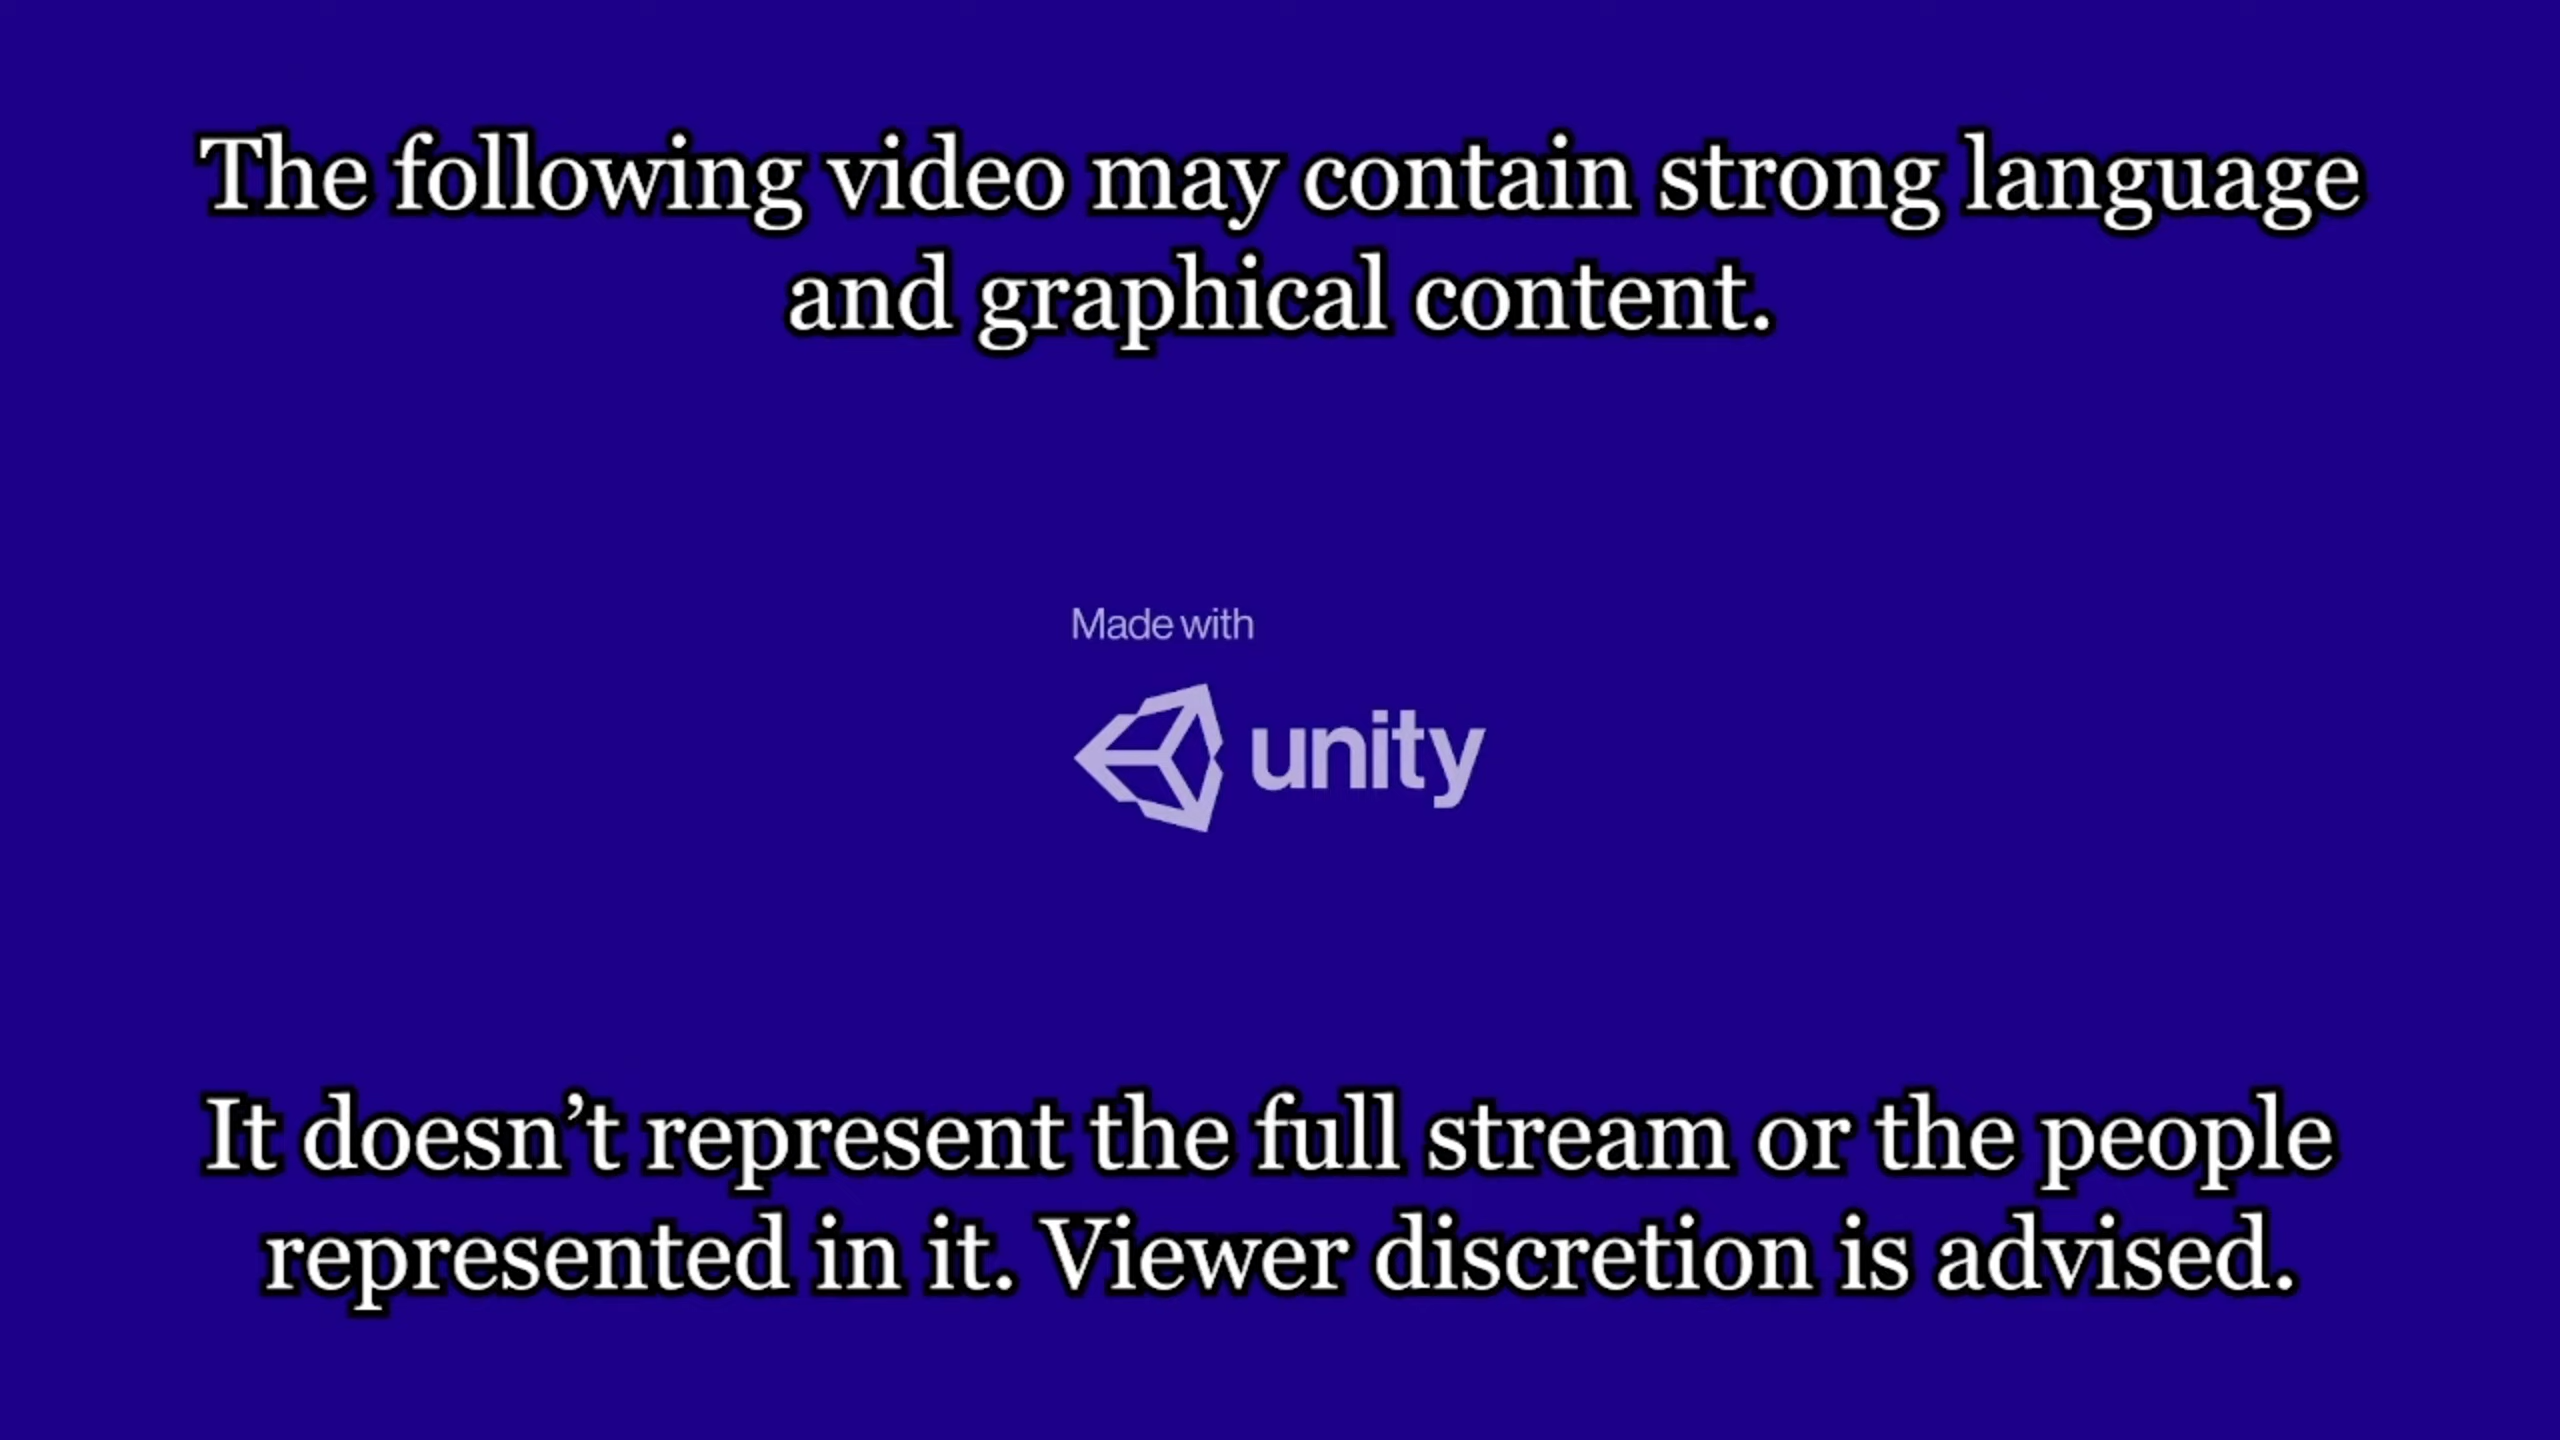 The following video may contain strong language
and graphical content.
Made with
unity
It doesn’t represent the full stream or the people
represented in it. Viewer discretion is advised.